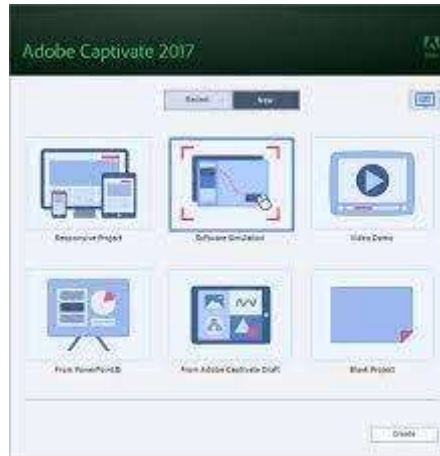 Adobe Captivate 2017
Recent New
Responsive Project Software Simulation Video Demo
From PowerPoint From Adobe Captivate Draft Blank Project
Create